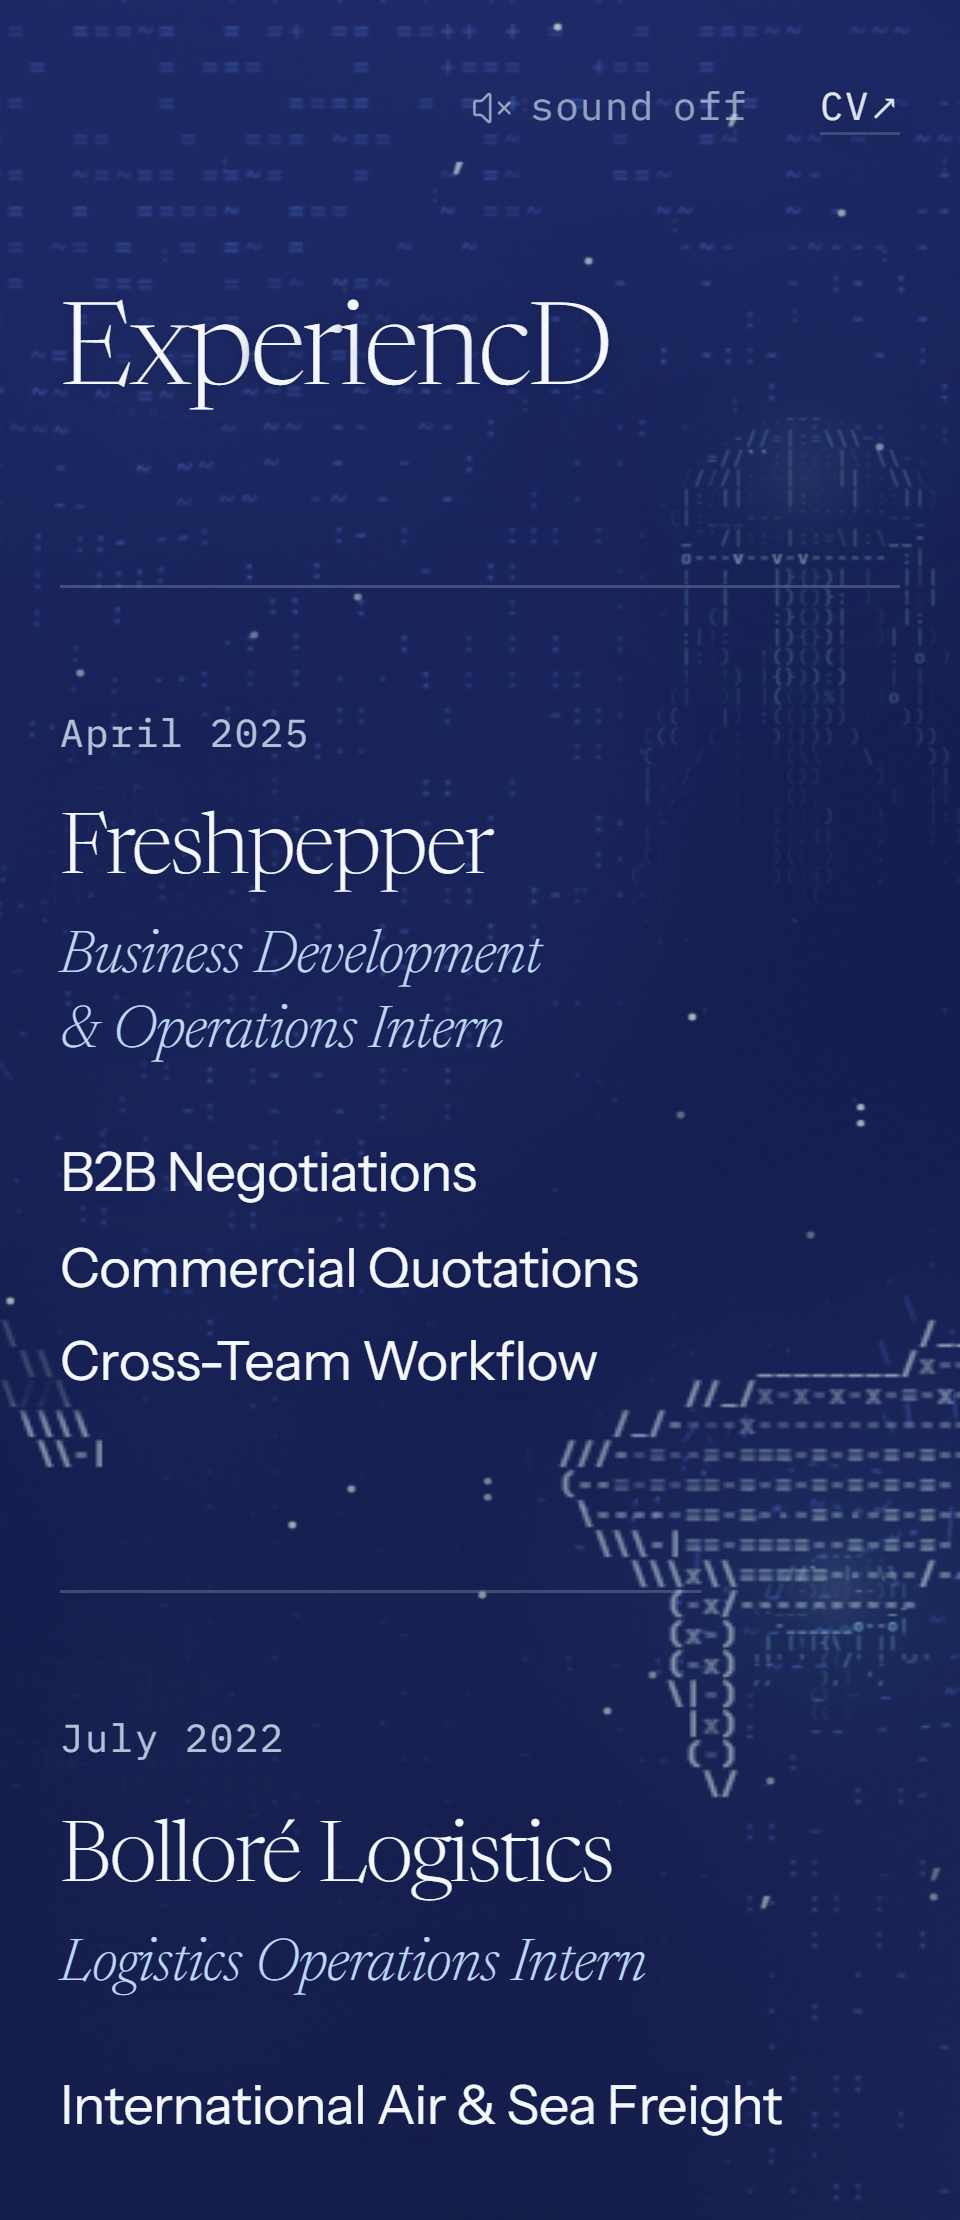 sound off
CV↗
ExperiencD
April 2025
Freshpepper
Business Development
& Operations Intern
B2B Negotiations
Commercial Quotations
Cross-Team Workflow
July 2022
Bolloré Logistics
Logistics Operations Intern
International Air & Sea Freight